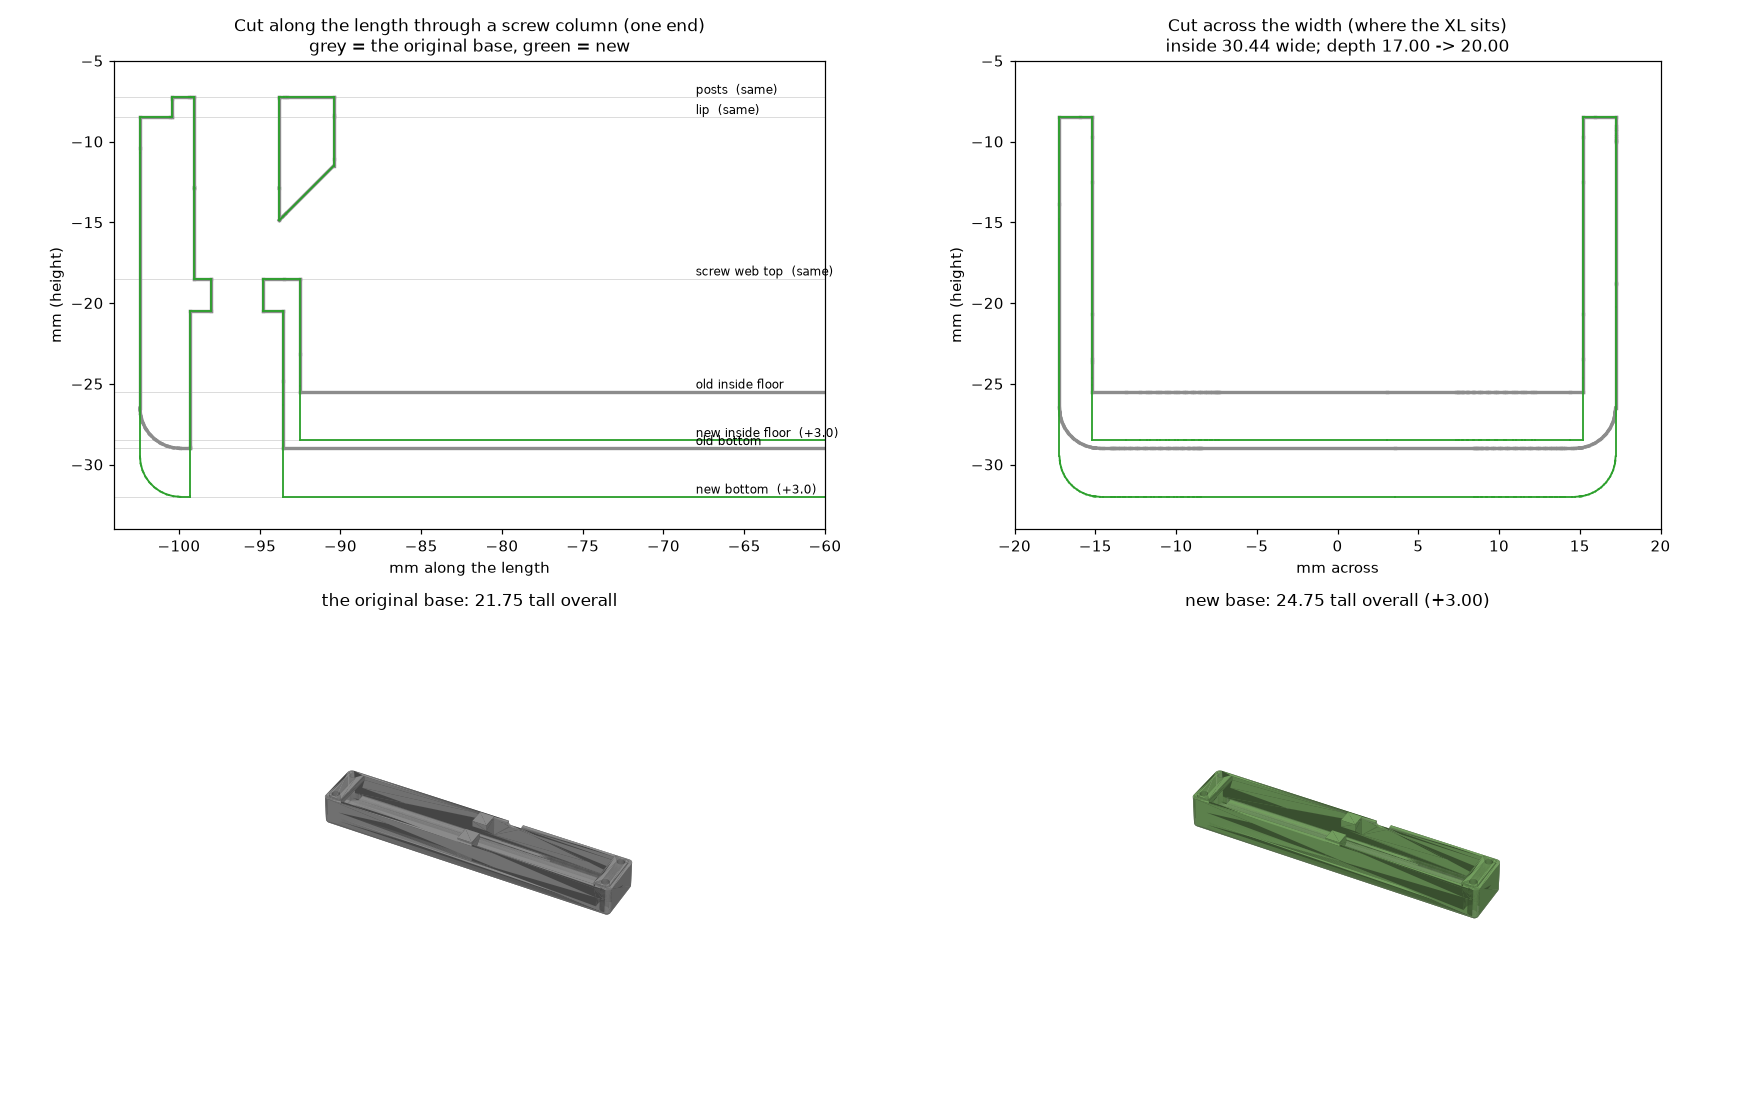 Cut along the length through a screw column (one end)
grey = the original base, green = new
Cut across the width (where the XL sits)
inside 30.44 wide; depth 17.00 -> 20.00
−5
−10
−15
−20
−25
−30
mm (height)
posts  (same)
lip  (same)
screw web top  (same)
old inside floor
new inside floor  (+3.0)
old bottom
new bottom  (+3.0)
−100
−95
−90
−85
−80
−75
−70
−65
−60
mm along the length
−5
−10
−15
−20
−25
−30
mm (height)
−20
−15
−10
−5
0
5
10
15
20
mm across
the original base: 21.75 tall overall
new base: 24.75 tall overall (+3.00)